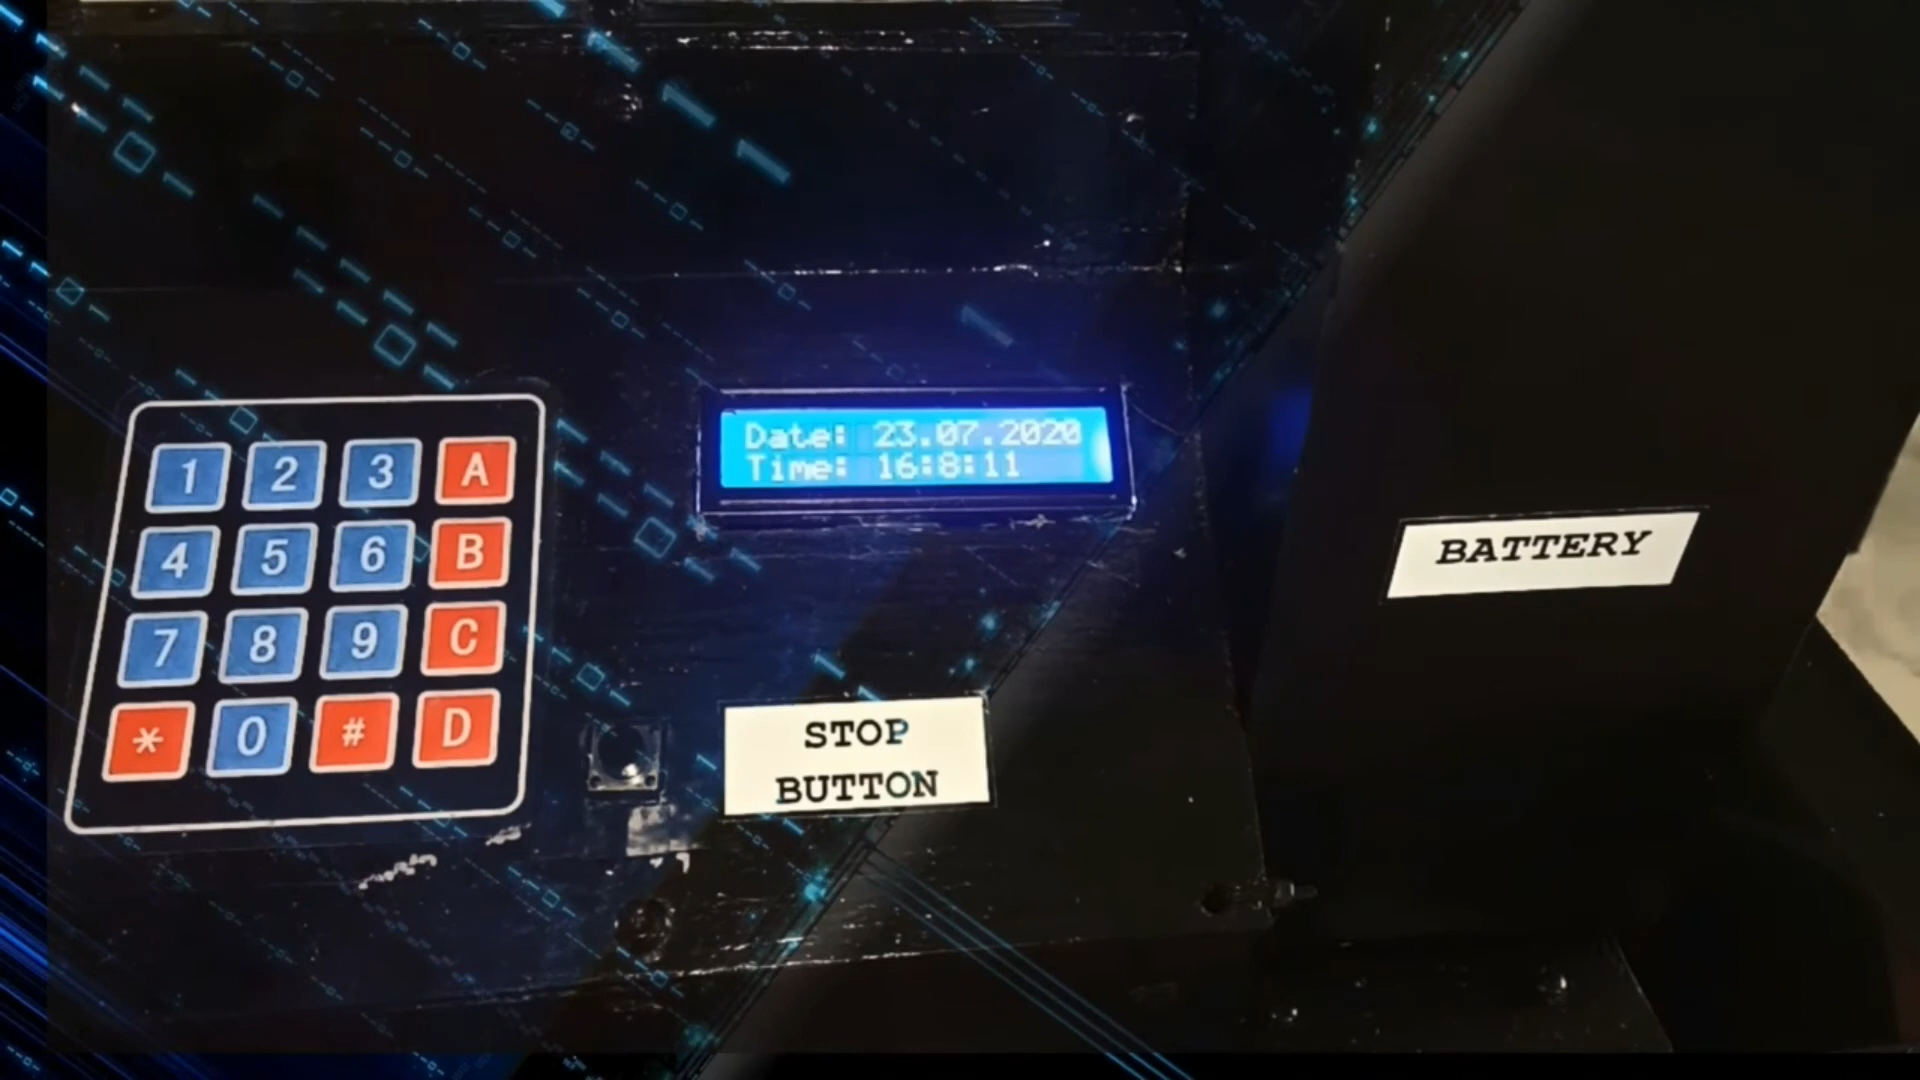 Date: 23.07.2020
Time: 16:8:11
1 2 3 A
4 5 6 B
7 8 9 C
* 0 # D
STOP
BUTTON
BATTERY